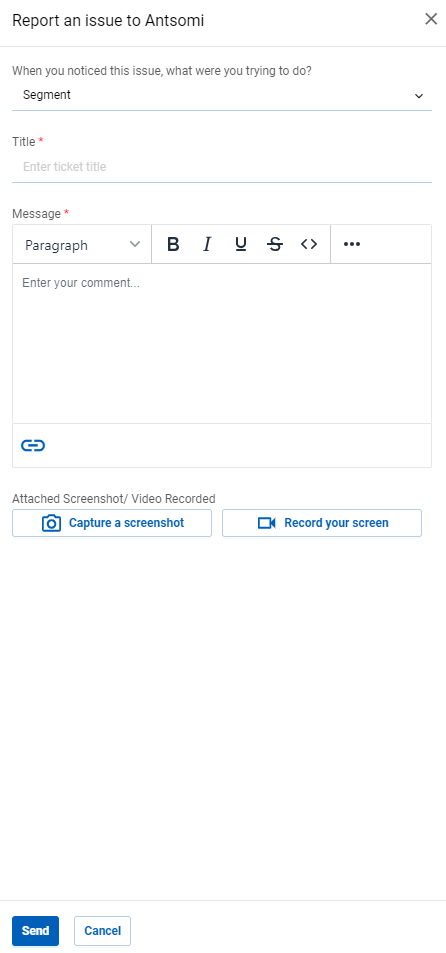 Report an issue to Antsomi
When you noticed this issue, what were you trying to do?
Segment
Title *
Enter ticket title
Message *
Paragraph B I U S <> •••
Enter your comment...
Attached Screenshot/ Video Recorded
Capture a screenshot Record your screen
Send Cancel